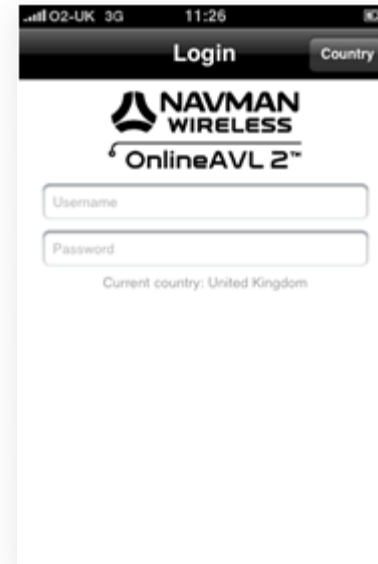 O2-UK 3G 11:26
Login Country
NAVMAN
WIRELESS
OnlineAVL 2™
Username
Password
Current country: United Kingdom